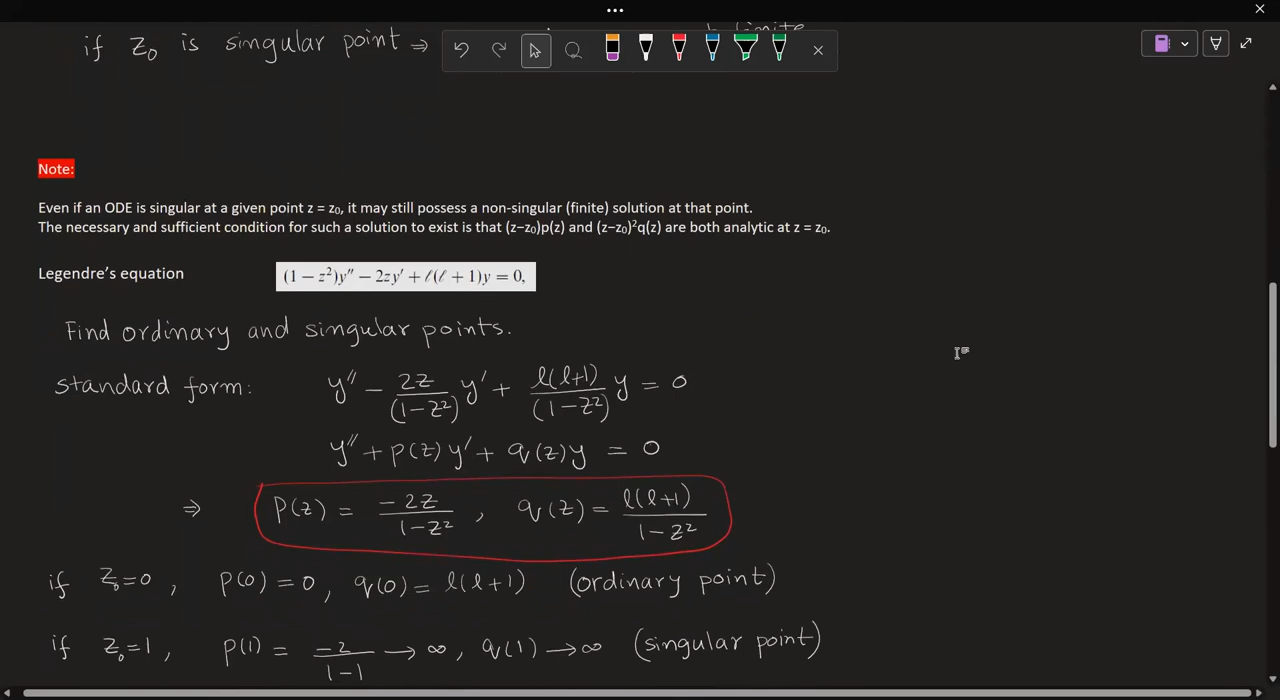 if z₀ is singular point ⇒
Note:
Even if an ODE is singular at a given point z = z₀, it may still possess a non-singular (finite) solution at that point.
The necessary and sufficient condition for such a solution to exist is that (z−z₀)p(z) and (z−z₀)²q(z) are both analytic at z = z₀.
Legendre's equation (1 − z²)y″ − 2zy′ + ℓ(ℓ + 1)y = 0,
Find ordinary and singular points.
standard form: y″ − 2z/(1−z²) y′ + l(l+1)/(1−z²) y = 0
y″ + p(z)y′ + q(z)y = 0
⇒ P(z) = −2z/1−z² , q(z) = l(l+1)/1−z²
if z₀=0 , P(0) = 0, q(0) = l(l+1) (ordinary point)
if z₀=1 , P(1) = −2/1−1 → ∞, q(1) → ∞ (singular point)